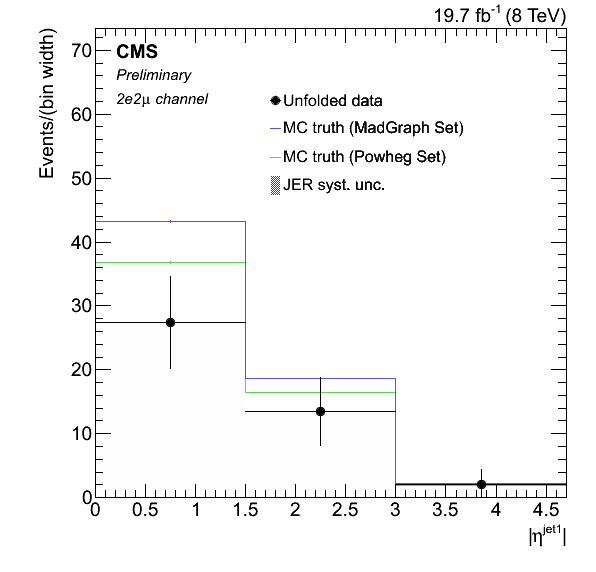 19.7 fb⁻¹ (8 TeV)
Events/(bin width)
CMS
Preliminary
2e2μ channel
Unfolded data
MC truth (MadGraph Set)
MC truth (Powheg Set)
JER syst. unc.
70
60
50
40
30
20
10
0
0 0.5 1 1.5 2 2.5 3 3.5 4 4.5
|η^jet1|